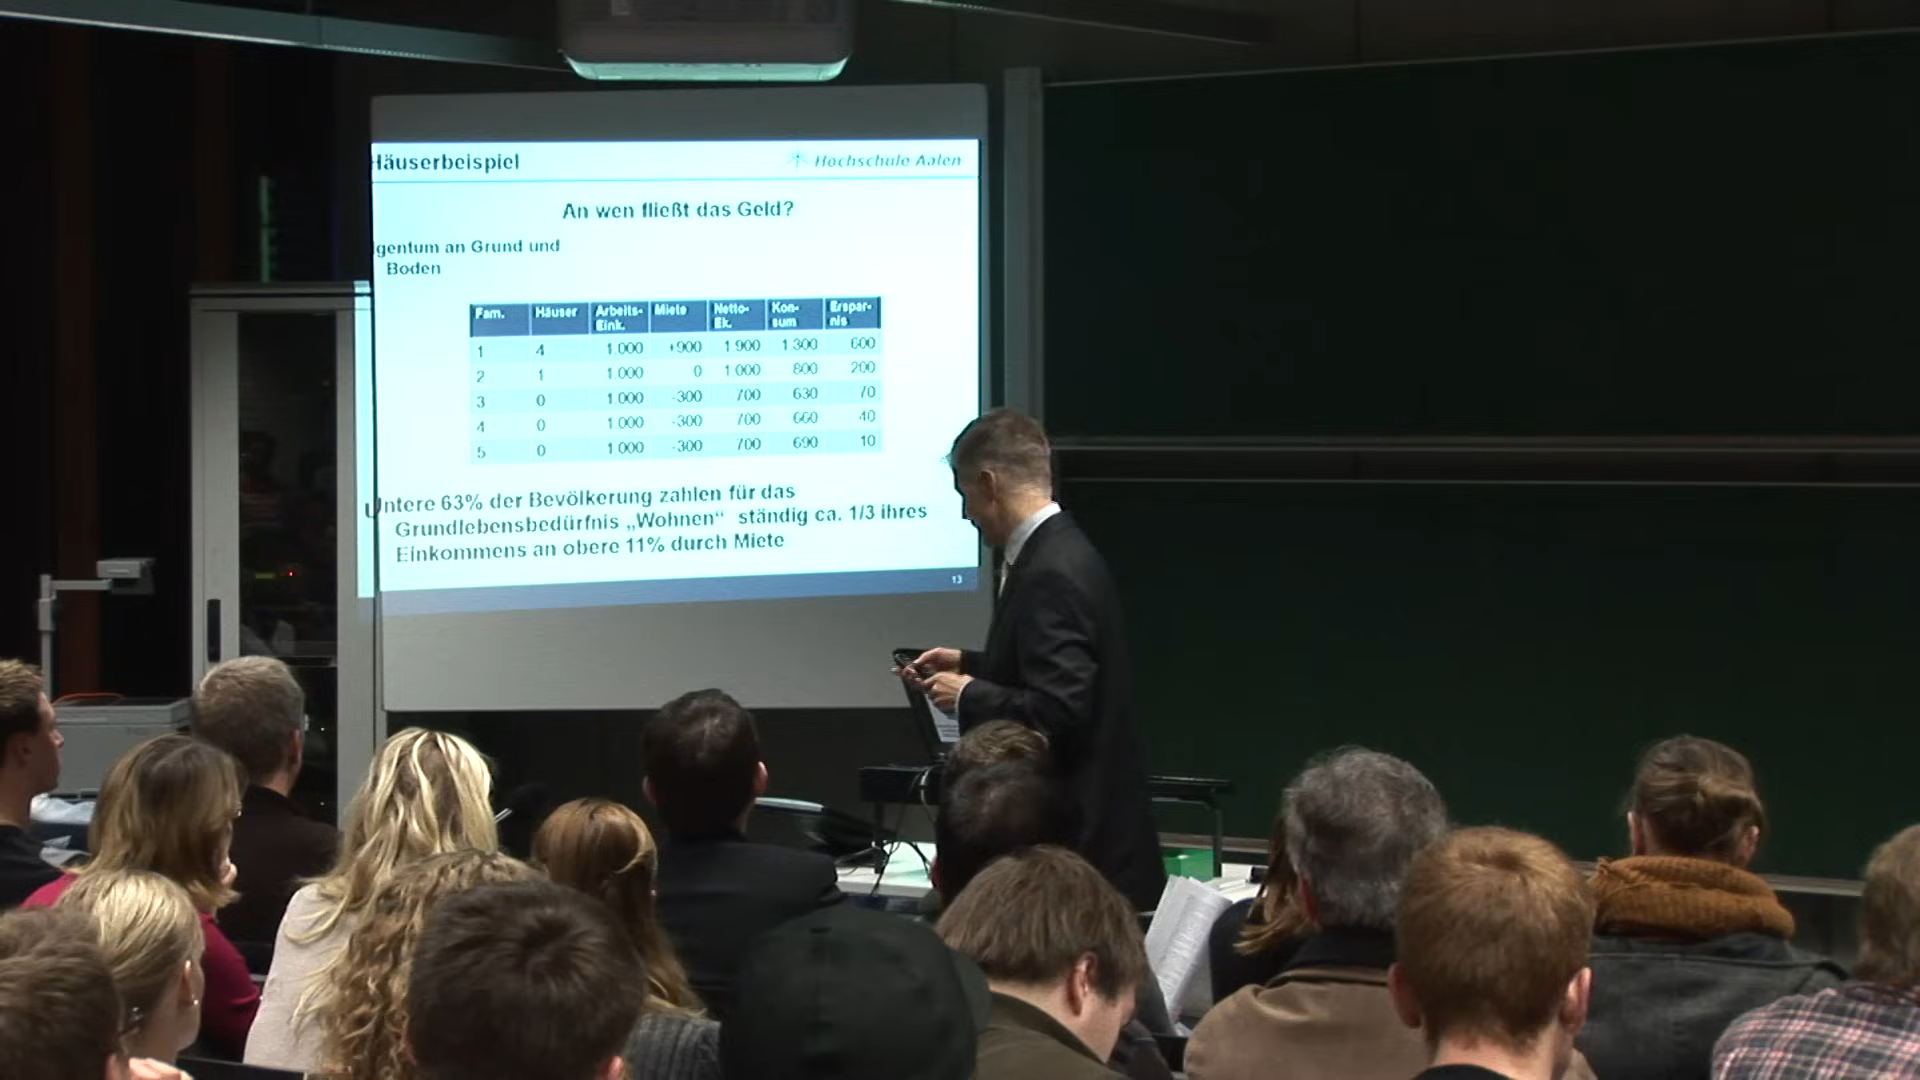 Häuserbeispiel
Hochschule Aalen
An wen fließt das Geld?
igentum an Grund und
Boden
Fam. Häuser Arbeits-Eink. Miete Netto-Ek. Kon-sum Erspar-nis
1 4 1.000 +900 1.900 1.300 600
2 1 1.000 0 1.000 800 200
3 0 1.000 -300 700 630 70
4 0 1.000 -300 700 660 40
5 0 1.000 -300 700 690 10
Untere 63% der Bevölkerung zahlen für das
Grundlebensbedürfnis „Wohnen“ ständig ca. 1/3 ihres
Einkommens an obere 11% durch Miete
13